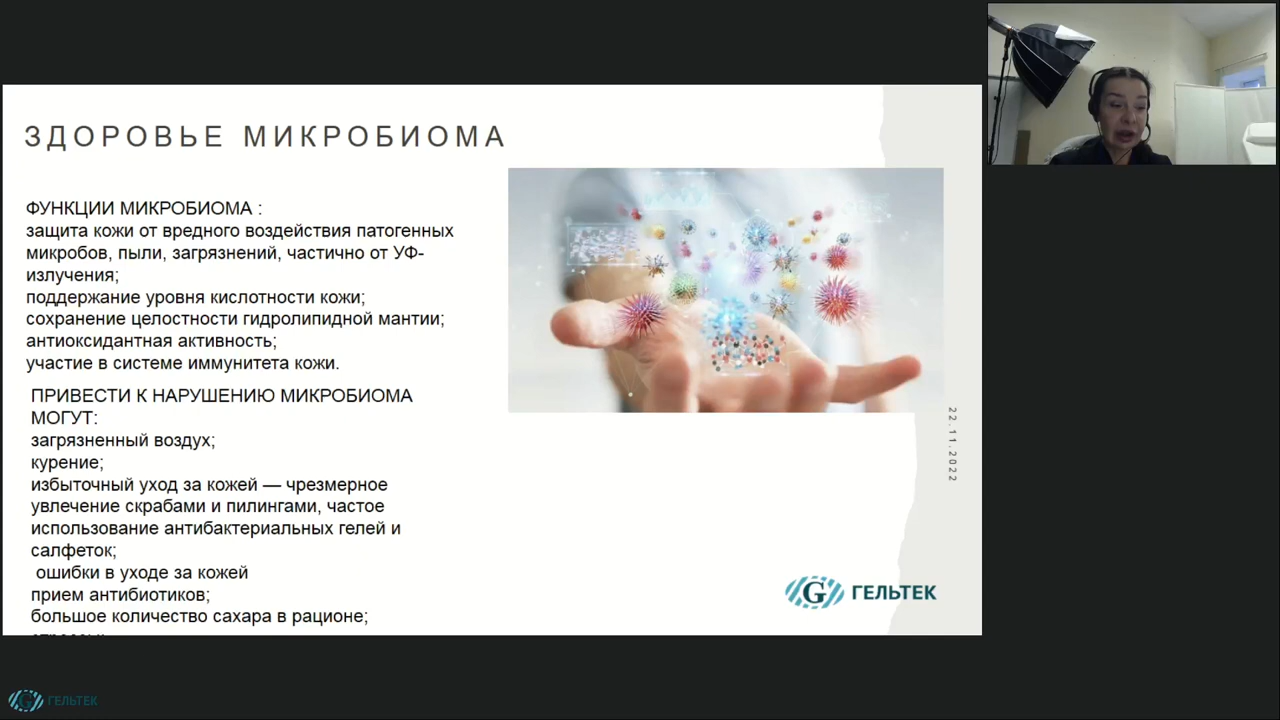 ЗДОРОВЬЕ МИКРОБИОМА
ФУНКЦИИ МИКРОБИОМА :
защита кожи от вредного воздействия патогенных
микробов, пыли, загрязнений, частично от УФ-
излучения;
поддержание уровня кислотности кожи;
сохранение целостности гидролипидной мантии;
антиоксидантная активность;
участие в системе иммунитета кожи.
ПРИВЕСТИ К НАРУШЕНИЮ МИКРОБИОМА
МОГУТ:
загрязненный воздух;
курение;
избыточный уход за кожей — чрезмерное
увлечение скрабами и пилингами, частое
использование антибактериальных гелей и
салфеток;
ошибки в уходе за кожей
прием антибиотиков;
большое количество сахара в рационе;
22.11.2022
G ГЕЛЬТЕК
G ГЕЛЬТЕК